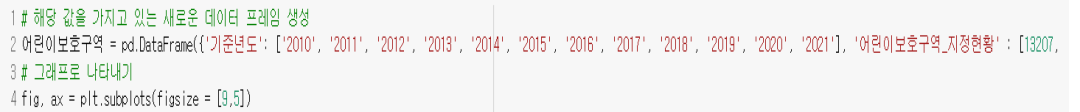 1 # 해당 값을 가지고 있는 새로운 데이터 프레임 생성
2 어린이보호구역 = pd.DataFrame({'기준년도': ['2010', '2011', '2012', '2013', '2014', '2015', '2016', '2017', '2018', '2019', '2020', '2021'], '어린이보호구역_지정현황' : [13207,
3 # 그래프로 나타내기
4 fig, ax = plt.subplots(figsize = [9,5])